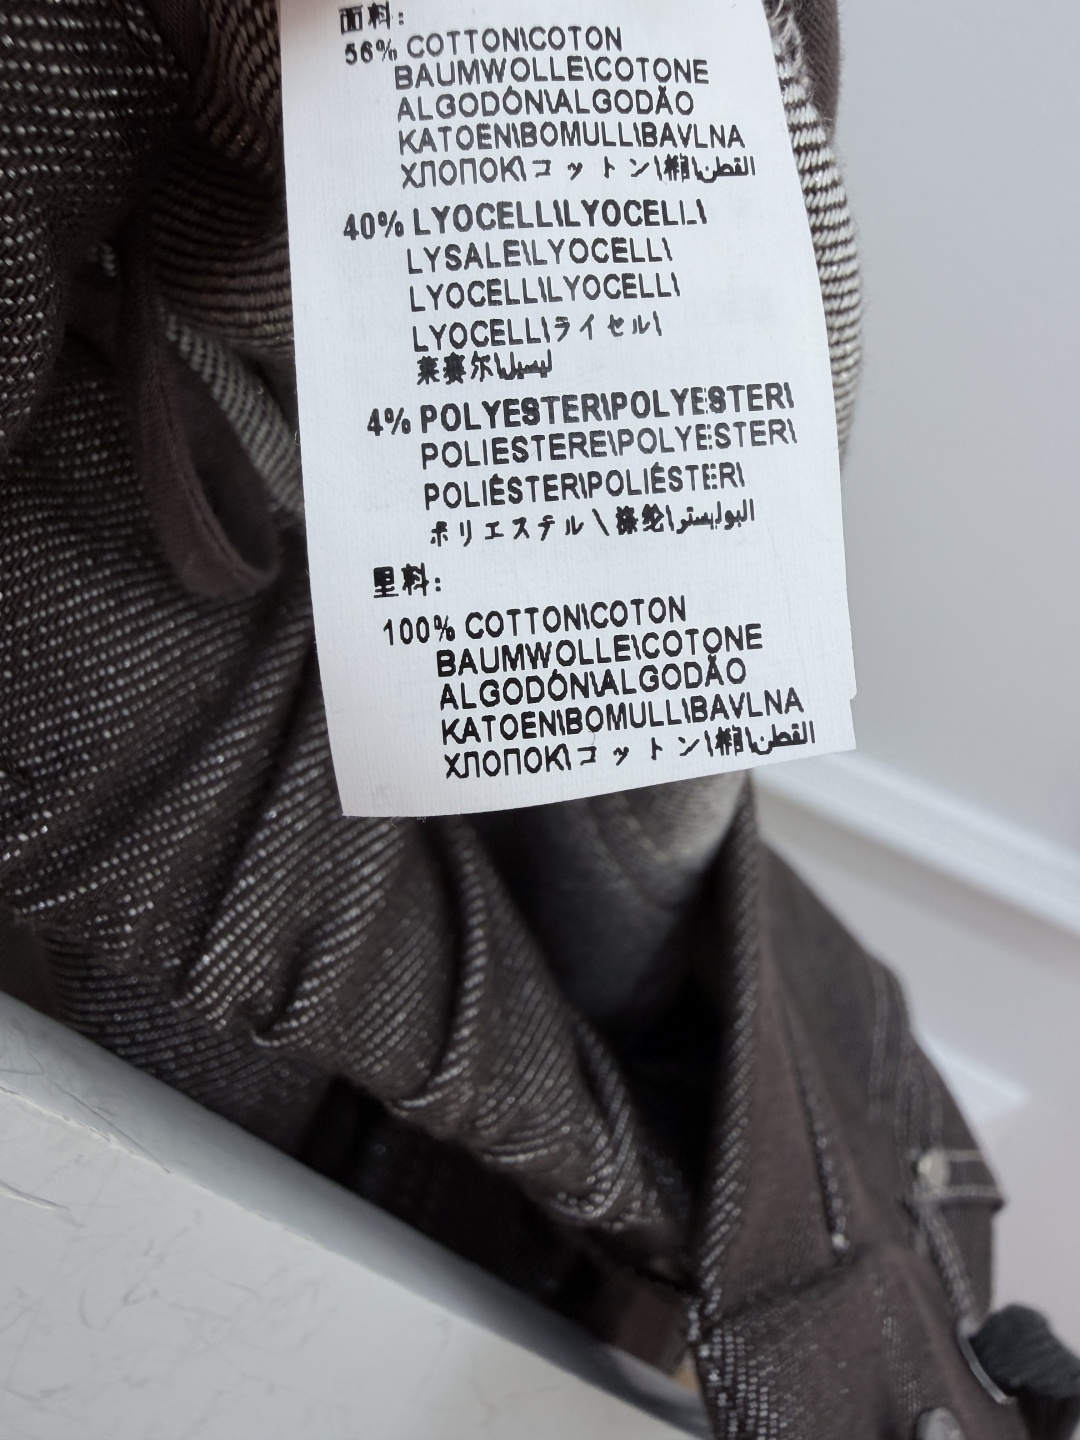 面料:
56% COTTON\COTON
BAUMWOLLE\COTONE
ALGODÓN\ALGODÃO
KATOEN\BOMULL\BAVLNA
ХЛОПОК\コットン\棉\القطن
40% LYOCELL\LYOCELL\
LYSALE\LYOCELL\
LYOCELL\LYOCELL\
LYOCELL\ライセル\
莱赛尔\
4% POLYESTER\POLYESTER\
POLIESTERE\POLYESTER\
POLIÉSTER\POLIÉSTER\
ポリエステル\涤纶\
里料:
100% COTTON\COTON
BAUMWOLLE\COTONE
ALGODÓN\ALGODÃO
KATOEN\BOMULL\BAVLNA
ХЛОПОК\コットン\棉\القطن